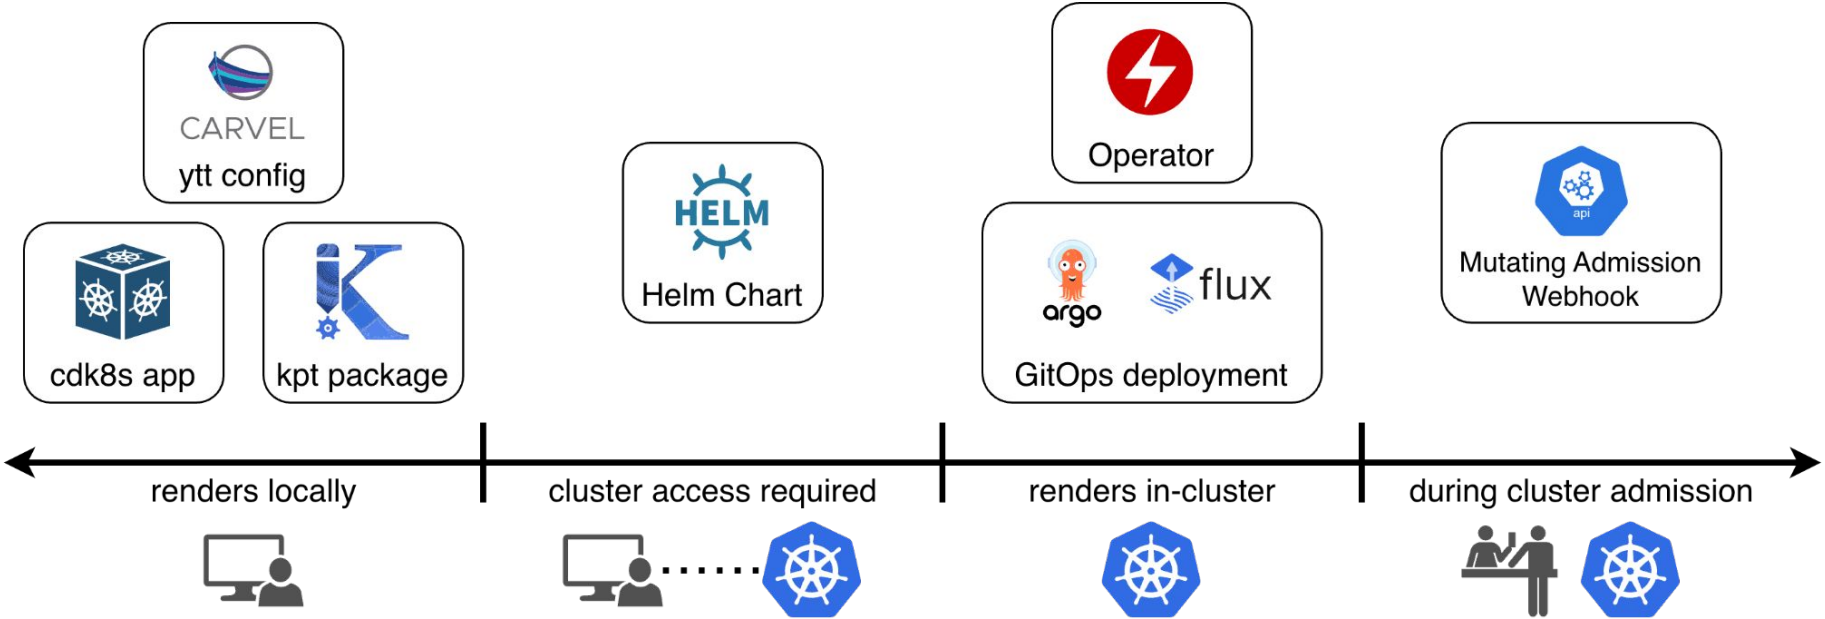 CARVEL
ytt config
cdk8s app
kpt package
HELM
Helm Chart
Operator
argo
flux
GitOps deployment
api
Mutating Admission
Webhook
renders locally
cluster access required
renders in-cluster
during cluster admission